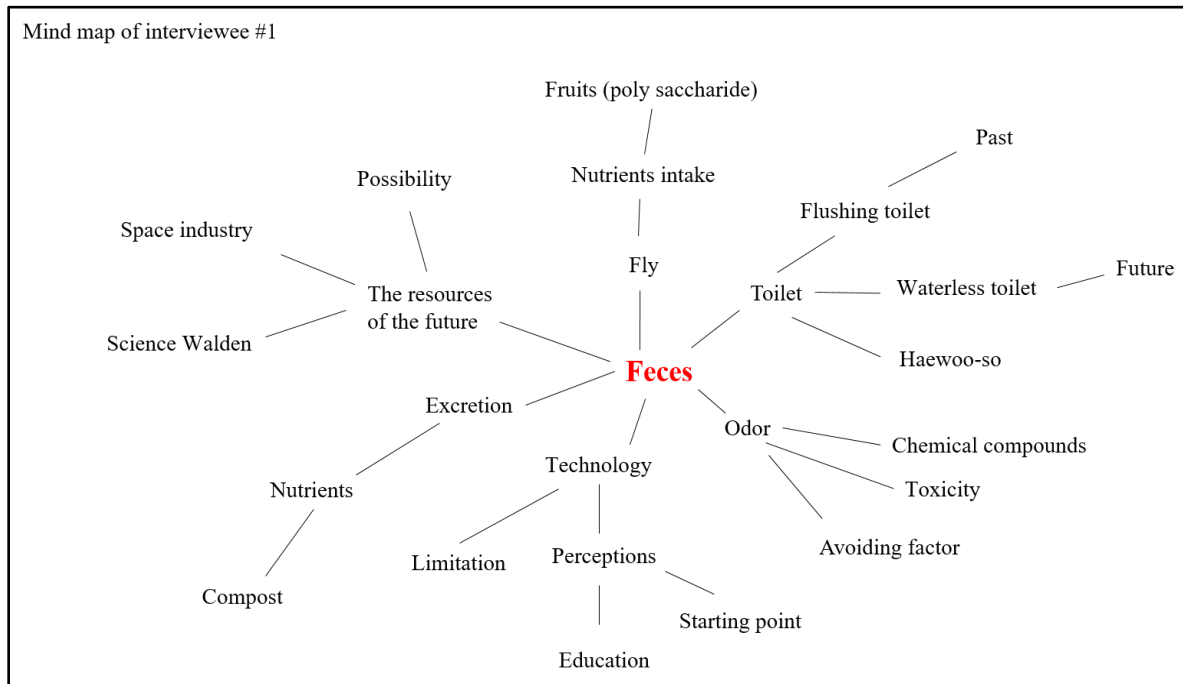 Mind map of interviewee #1
Fruits (poly saccharide)
Past
Possibility
Nutrients intake
Flushing toilet
Space industry
Fly
Future
The resources
of the future
Toilet
Waterless toilet
Science Walden
Haewoo-so
Feces
Excretion
Odor
Chemical compounds
Technology
Nutrients
Toxicity
Limitation
Perceptions
Avoiding factor
Compost
Starting point
Education